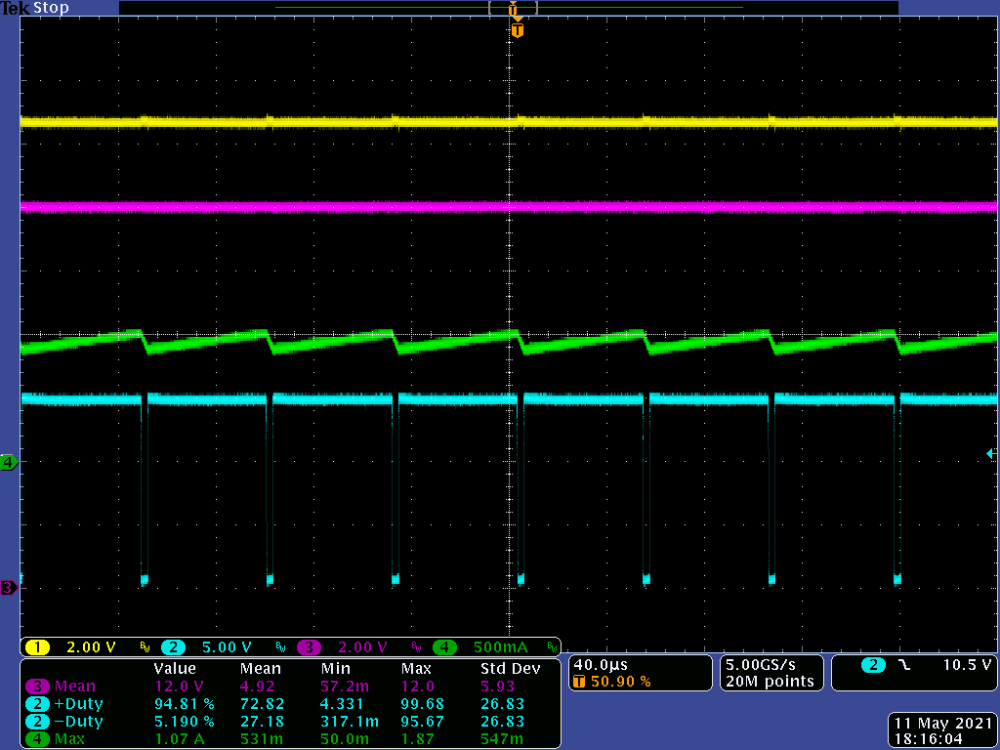 Tek Stop
T
T
4
3
1 2.00 V BW 2 5.00 V BW 3 2.00 V BW 4 500mA BW
Value Mean Min Max Std Dev
3 Mean 12.0 V 4.92 57.2m 12.0 5.93
2 +Duty 94.81 % 72.82 4.331 99.68 26.83
2 −Duty 5.190 % 27.18 317.1m 95.67 26.83
4 Max 1.07 A 531m 50.0m 1.87 547m
40.0µs
T 50.90 %
5.00GS/s
20M points
2 10.5 V
11 May 2021
18:16:04